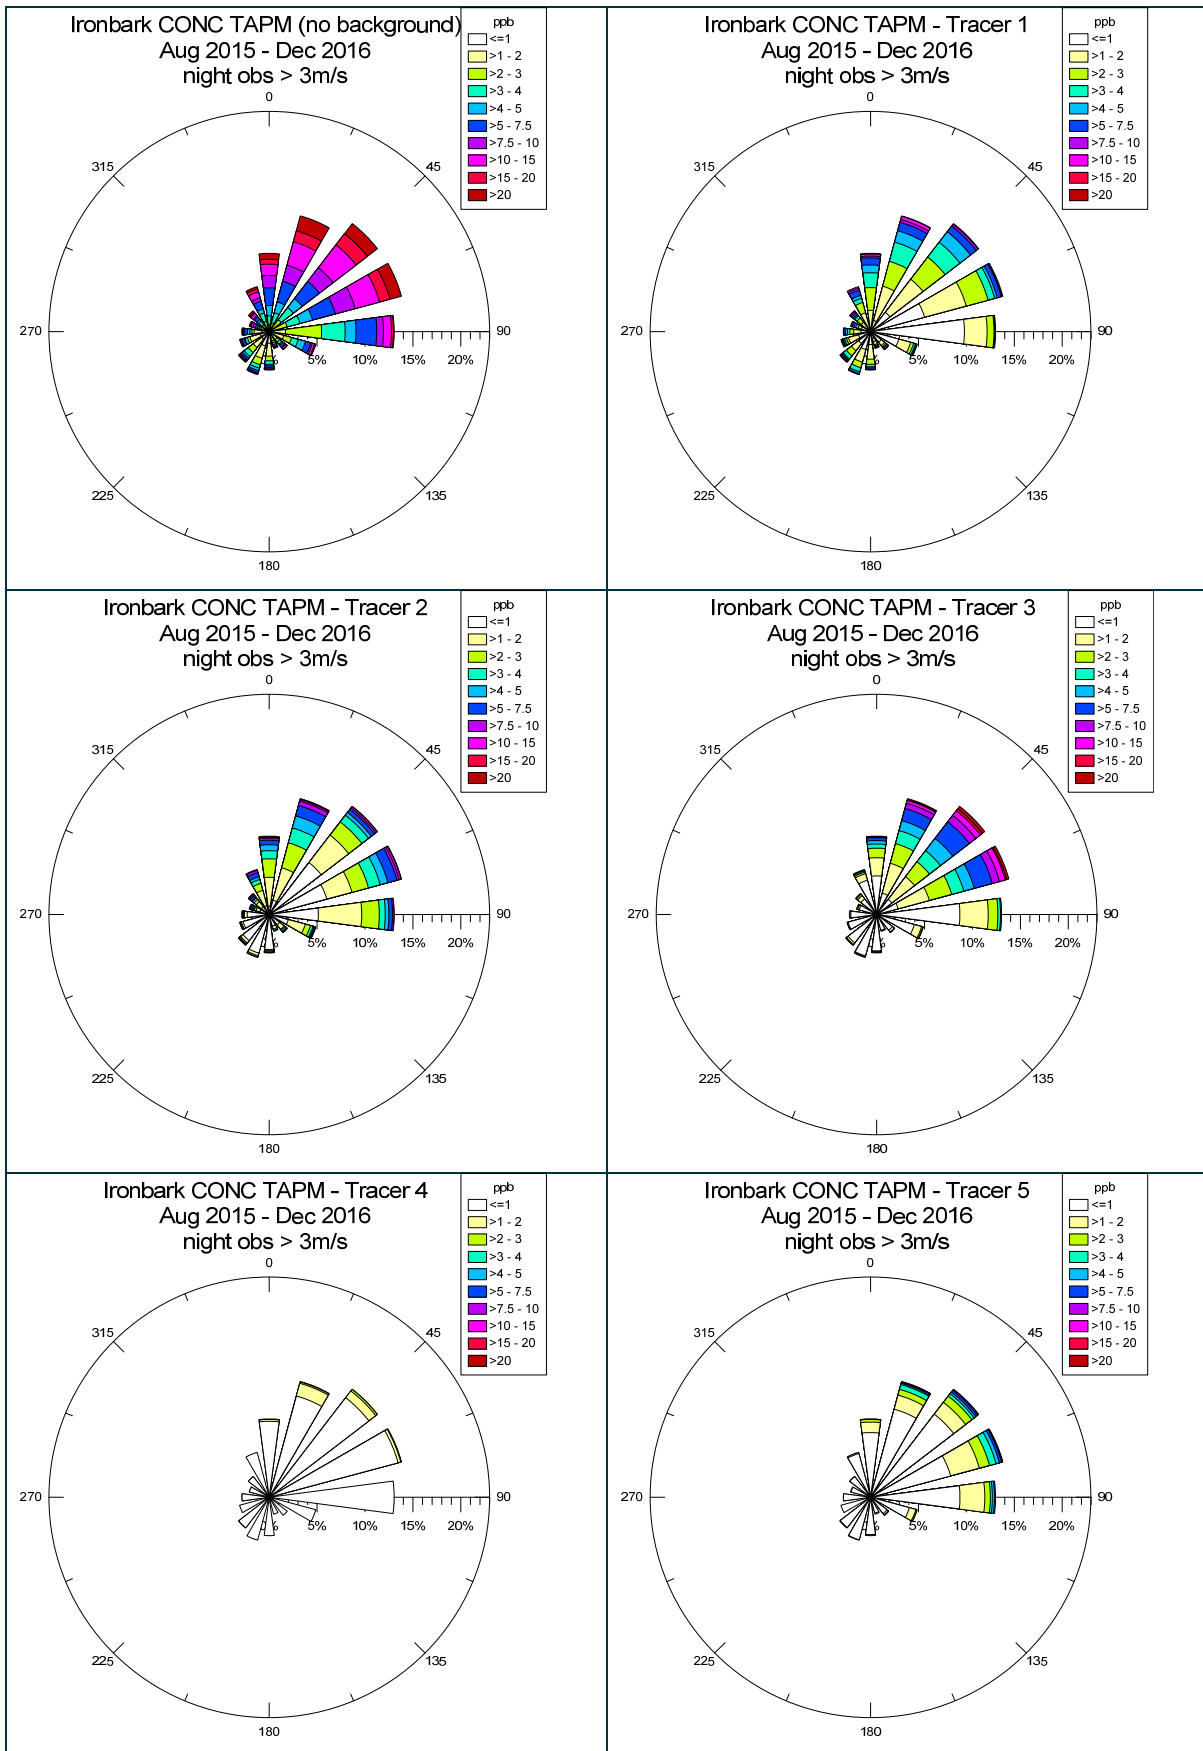 Ironbark CONC TAPM (no background)
Aug 2015 - Dec 2016
night obs > 3m/s
ppb
<=1
>1 - 2
>2 - 3
>3 - 4
>4 - 5
>5 - 7.5
>7.5 - 10
>10 - 15
>15 - 20
>20
0
45
90
135
180
225
270
315
5%
10%
15%
20%
Ironbark CONC TAPM - Tracer 1
Aug 2015 - Dec 2016
night obs > 3m/s
ppb
<=1
>1 - 2
>2 - 3
>3 - 4
>4 - 5
>5 - 7.5
>7.5 - 10
>10 - 15
>15 - 20
>20
0
45
90
135
180
225
270
315
5%
10%
15%
20%
Ironbark CONC TAPM - Tracer 2
Aug 2015 - Dec 2016
night obs > 3m/s
ppb
<=1
>1 - 2
>2 - 3
>3 - 4
>4 - 5
>5 - 7.5
>7.5 - 10
>10 - 15
>15 - 20
>20
0
45
90
135
180
225
270
315
5%
10%
15%
20%
Ironbark CONC TAPM - Tracer 3
Aug 2015 - Dec 2016
night obs > 3m/s
ppb
<=1
>1 - 2
>2 - 3
>3 - 4
>4 - 5
>5 - 7.5
>7.5 - 10
>10 - 15
>15 - 20
>20
0
45
90
135
180
225
270
315
5%
10%
15%
20%
Ironbark CONC TAPM - Tracer 4
Aug 2015 - Dec 2016
night obs > 3m/s
ppb
<=1
>1 - 2
>2 - 3
>3 - 4
>4 - 5
>5 - 7.5
>7.5 - 10
>10 - 15
>15 - 20
>20
0
45
90
135
180
225
270
315
5%
10%
15%
20%
Ironbark CONC TAPM - Tracer 5
Aug 2015 - Dec 2016
night obs > 3m/s
ppb
<=1
>1 - 2
>2 - 3
>3 - 4
>4 - 5
>5 - 7.5
>7.5 - 10
>10 - 15
>15 - 20
>20
0
45
90
135
180
225
270
315
5%
10%
15%
20%